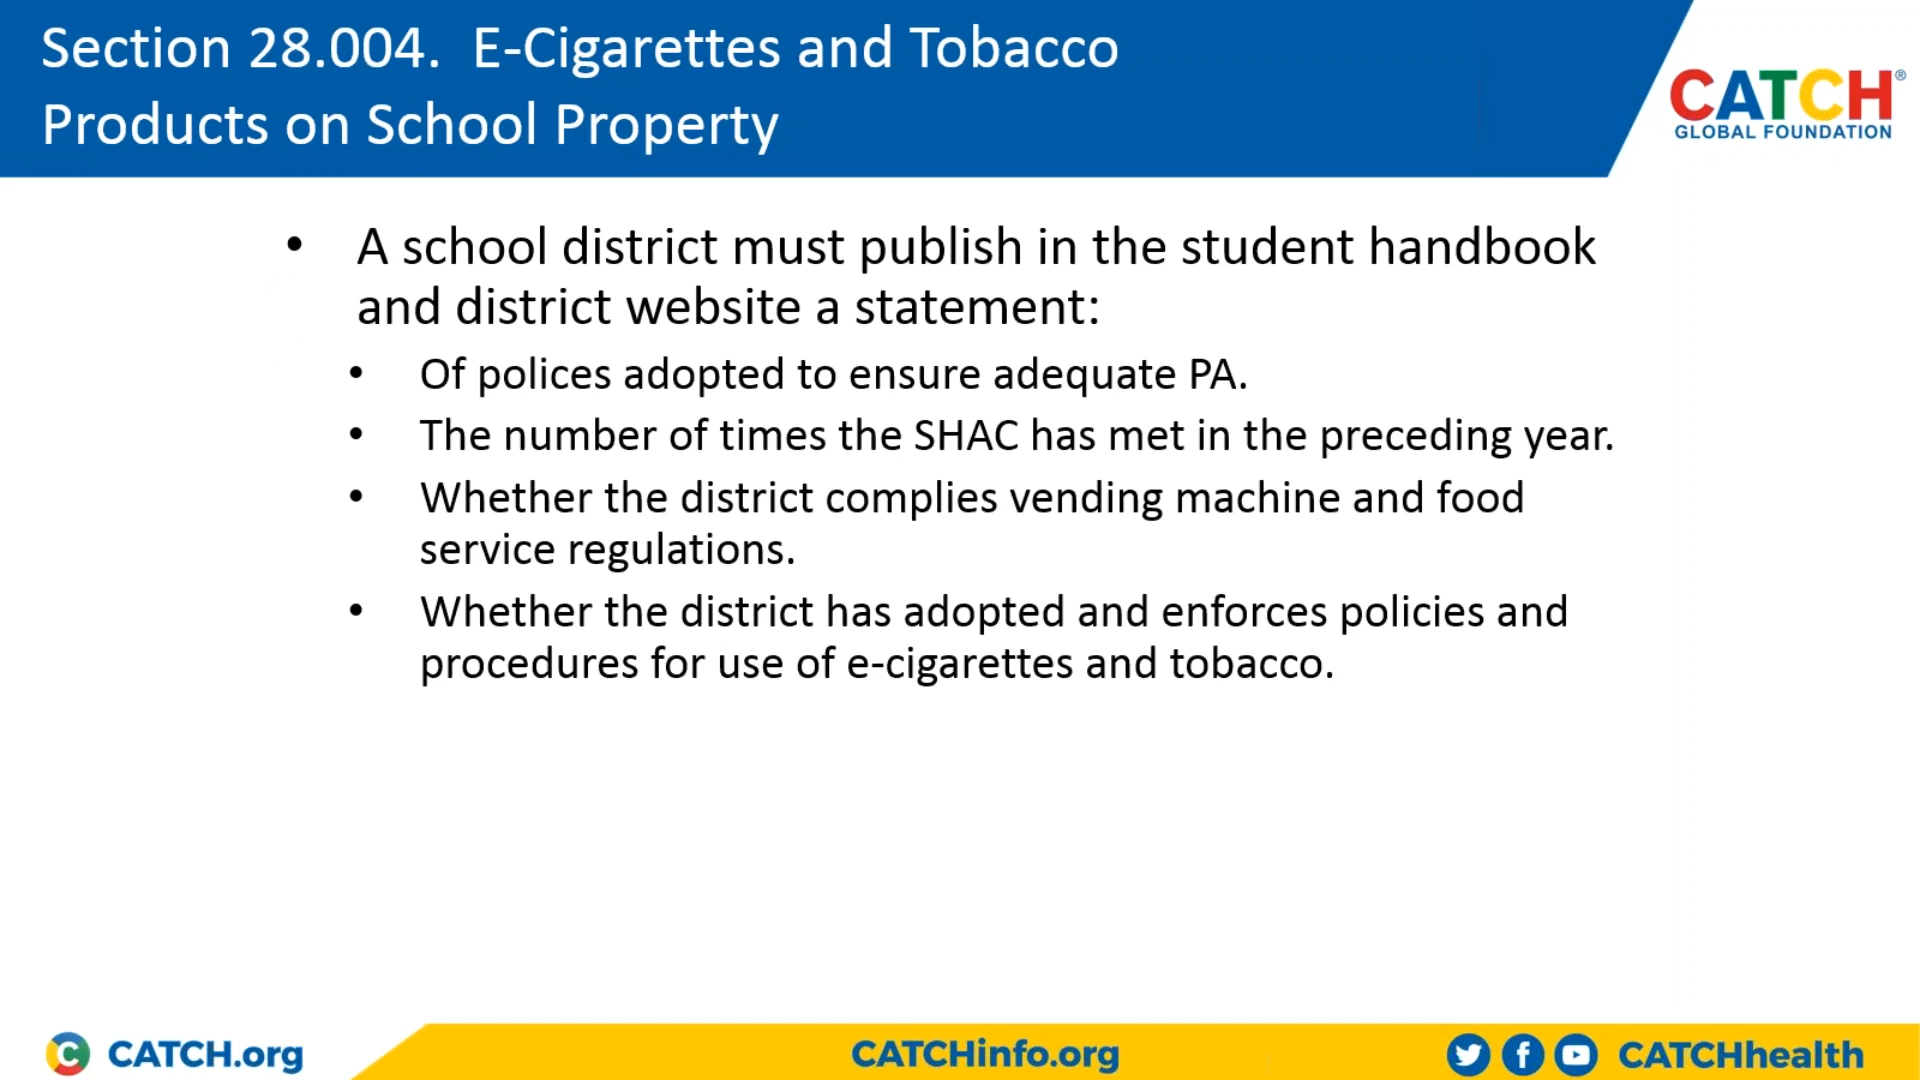 Section 28.004.  E-Cigarettes and Tobacco
Products on School Property
CATCH®
GLOBAL FOUNDATION
• A school district must publish in the student handbook
and district website a statement:
• Of polices adopted to ensure adequate PA.
• The number of times the SHAC has met in the preceding year.
• Whether the district complies vending machine and food
service regulations.
• Whether the district has adopted and enforces policies and
procedures for use of e-cigarettes and tobacco.
CATCH.org
CATCHinfo.org
CATCHhealth